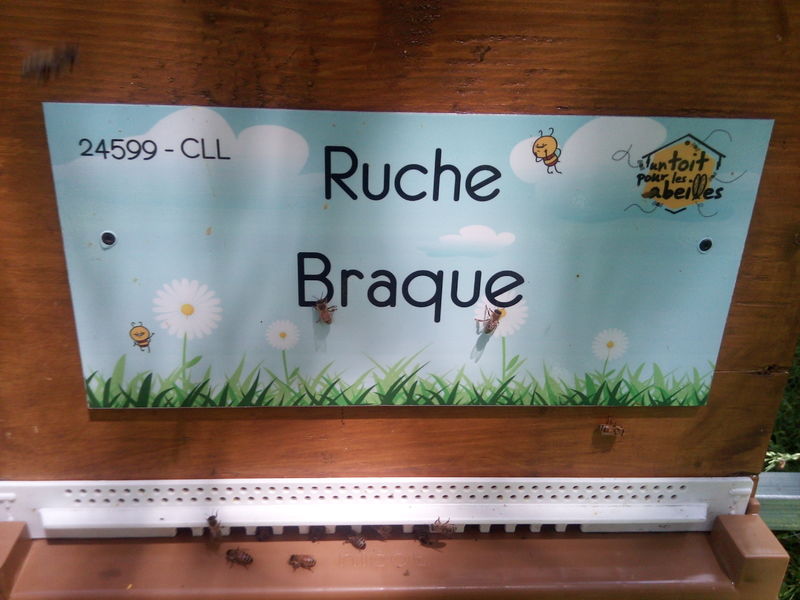 24599 - CLL
Ruche
Braque
un toit
pour les
abeilles